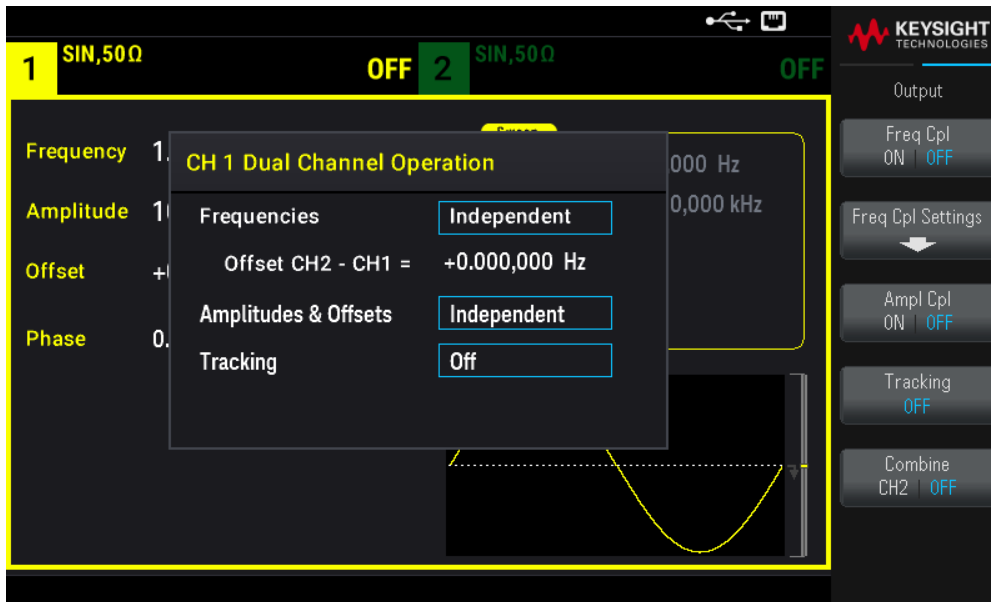 KEYSIGHT
TECHNOLOGIES
1 SIN,50Ω OFF 2 SIN,50Ω OFF
Output
Frequency 1.
Amplitude
Offset
Phase 0.
000 Hz
0,000 kHz
CH 1 Dual Channel Operation
Frequencies Independent
Offset CH2 - CH1 = +0.000,000 Hz
Amplitudes & Offsets Independent
Tracking Off
Freq Cpl
ON | OFF
Freq Cpl Settings
Ampl Cpl
ON | OFF
Tracking
OFF
Combine
CH2 | OFF